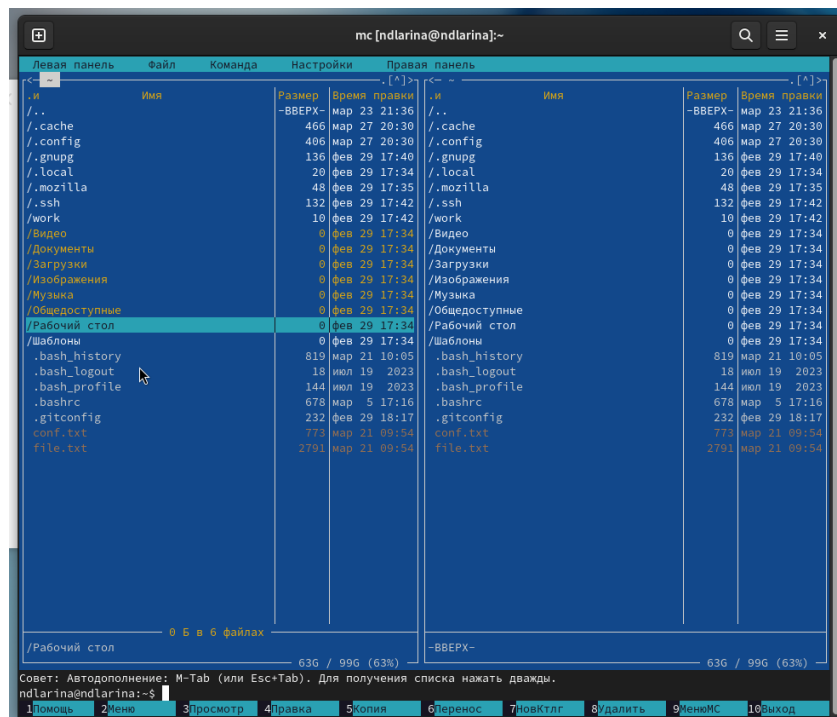 mc [ndlarina@ndlarina]:~
Левая панель Файл Команда Настройки Правая панель
<— ~ .[^]>
.и Имя Размер Время правки
/.. -ВВЕРХ- мар 23 21:36
/.cache 466 мар 27 20:30
/.config 406 мар 27 20:30
/.gnupg 136 фев 29 17:40
/.local 20 фев 29 17:34
/.mozilla 48 фев 29 17:35
/.ssh 132 фев 29 17:42
/work 10 фев 29 17:42
/Видео 0 фев 29 17:34
/Документы 0 фев 29 17:34
/Загрузки 0 фев 29 17:34
/Изображения 0 фев 29 17:34
/Музыка 0 фев 29 17:34
/Общедоступные 0 фев 29 17:34
/Рабочий стол 0 фев 29 17:34
/Шаблоны 0 фев 29 17:34
.bash_history 819 мар 21 10:05
.bash_logout 18 июл 19 2023
.bash_profile 144 июл 19 2023
.bashrc 678 мар 5 17:16
.gitconfig 232 фев 29 18:17
conf.txt 773 мар 21 09:54
file.txt 2791 мар 21 09:54
0 Б в 6 файлах
/Рабочий стол
63G / 99G (63%)
<— ~ .[^]>
.и Имя Размер Время правки
/.. -ВВЕРХ- мар 23 21:36
/.cache 466 мар 27 20:30
/.config 406 мар 27 20:30
/.gnupg 136 фев 29 17:40
/.local 20 фев 29 17:34
/.mozilla 48 фев 29 17:35
/.ssh 132 фев 29 17:42
/work 10 фев 29 17:42
/Видео 0 фев 29 17:34
/Документы 0 фев 29 17:34
/Загрузки 0 фев 29 17:34
/Изображения 0 фев 29 17:34
/Музыка 0 фев 29 17:34
/Общедоступные 0 фев 29 17:34
/Рабочий стол 0 фев 29 17:34
/Шаблоны 0 фев 29 17:34
.bash_history 819 мар 21 10:05
.bash_logout 18 июл 19 2023
.bash_profile 144 июл 19 2023
.bashrc 678 мар 5 17:16
.gitconfig 232 фев 29 18:17
conf.txt 773 мар 21 09:54
file.txt 2791 мар 21 09:54
-ВВЕРХ-
63G / 99G (63%)
Совет: Автодополнение: M-Tab (или Esc+Tab). Для получения списка нажать дважды.
ndlarina@ndlarina:~$
1Помощь 2Меню 3Просмотр 4Правка 5Копия 6Перенос 7НовКтлг 8Удалить 9МенюMC 10Выход